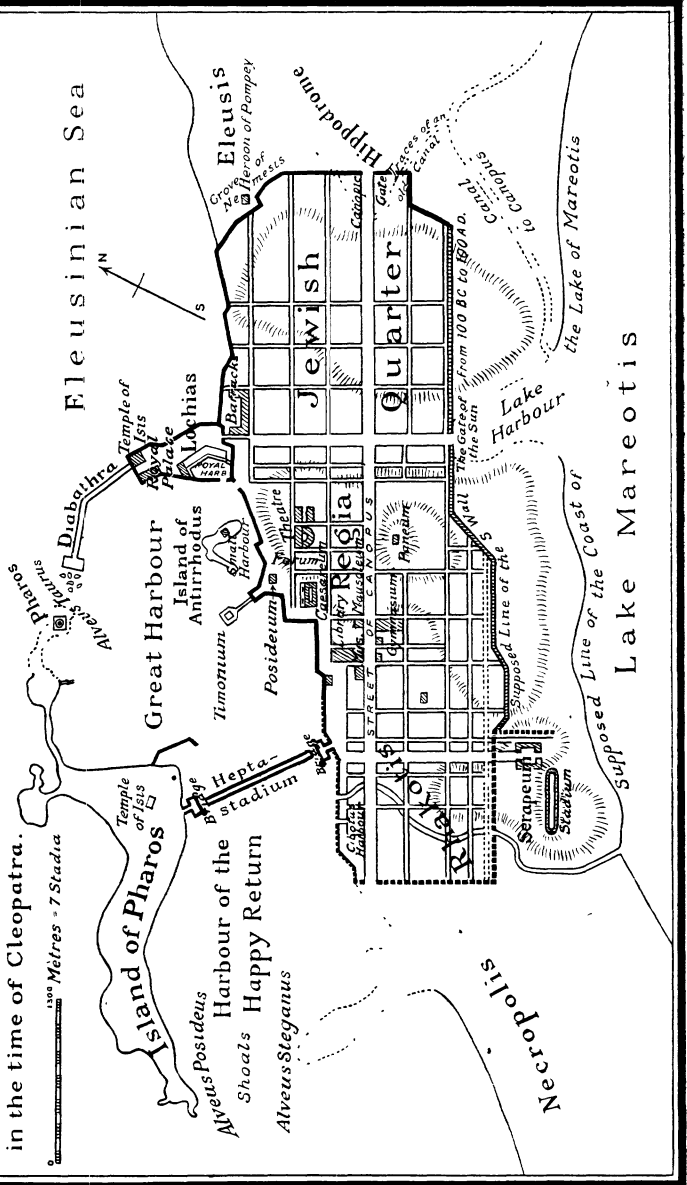 in the time of Cleopatra.
0 1300 Mètres = 7 Stadia
Eleusinian Sea
N
S
Eleusis
Heroon of Pompey
Grove of
Nemesis
Hippodrome
Traces of an
old Canal
Canal
to Canopus
the Lake of Mareotis
Canopic
Gate
Jewish
Quarter
From 100 BC to 100 AD.
The Gate of
the Sun
Lake
Harbour
Lake Mareotis
Supposed Line of the Coast of
Supposed Line of the S Wall
Barracks
Temple of
Isis
Royal
Palace
Lochias
ROYAL
HARB
Diabathra
Pharos
Alveus Taurus
Great Harbour
Island of
Antirrhodus
Small
Harbour
Theatre
Forum
Timonium
Posideium
Caesareum
Library
Mausoleum
Regia
STREET OF CANOPUS
Gymnasium
Paneum
Temple
of Isis
Island of Pharos
Bridge
Hepta-
stadium
Bridge
Harbour of the
Happy Return
Alveus Posideus
Shoals
Alveus Steganus
Cibotos
Harbour
Rhakotis
Serapeum
Stadium
Necropolis